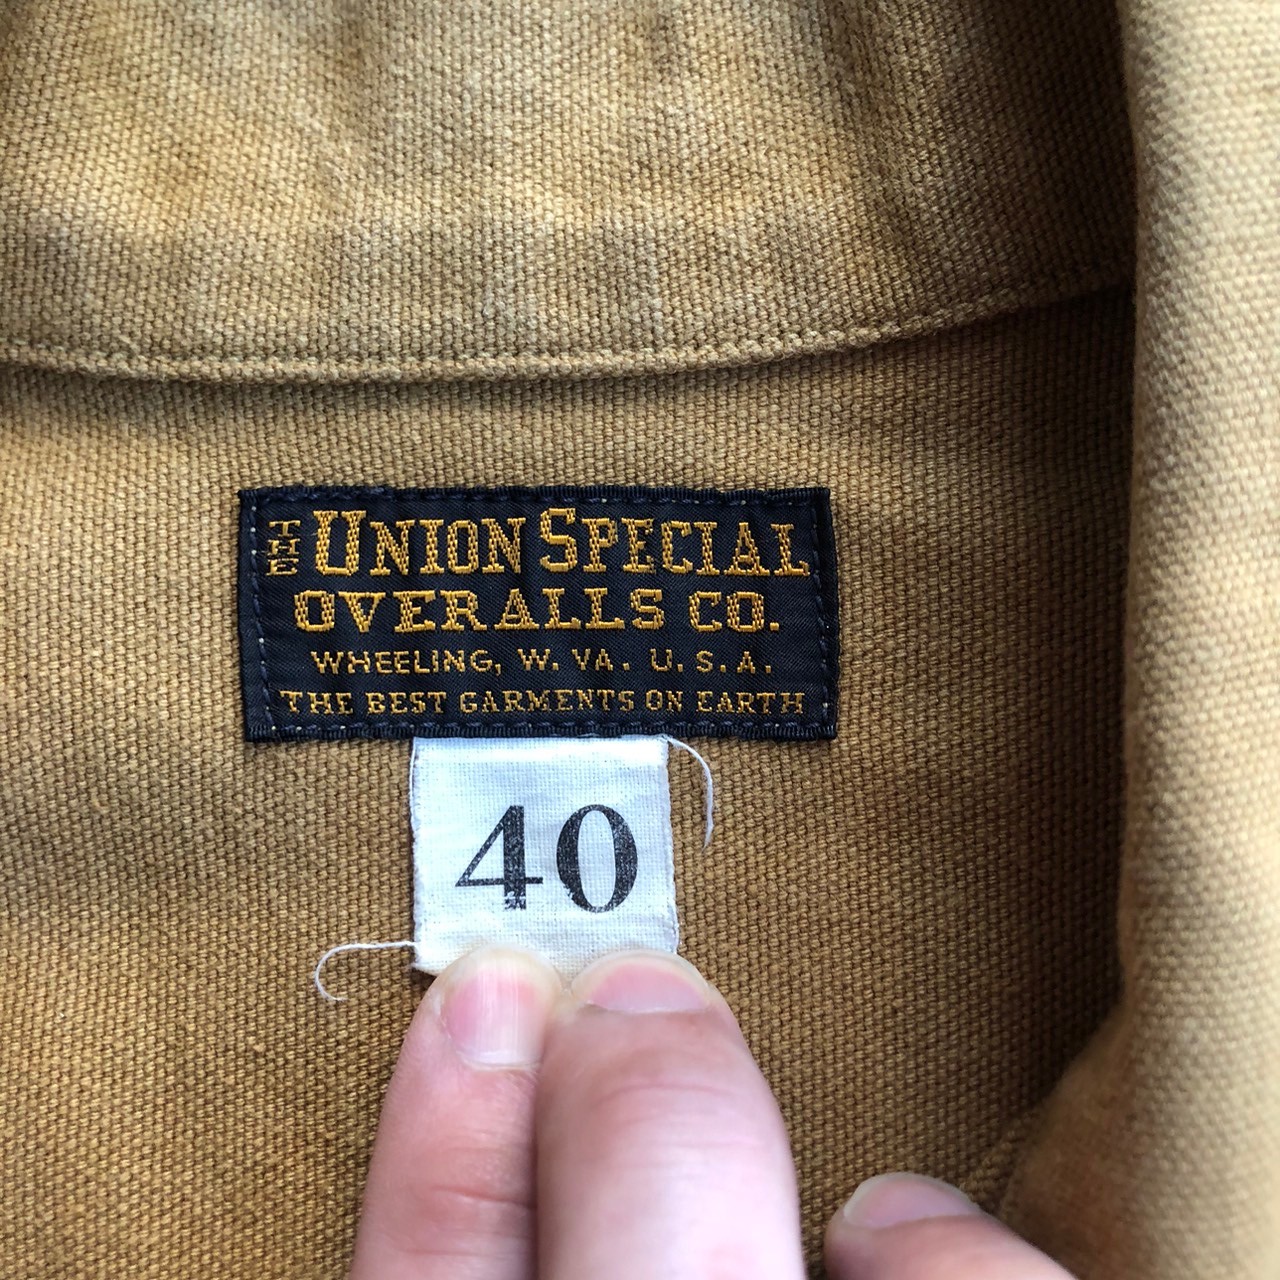 THE UNION SPECIAL
OVERALLS CO.
WHEELING, W. VA. U.S.A.
THE BEST GARMENTS ON EARTH
40